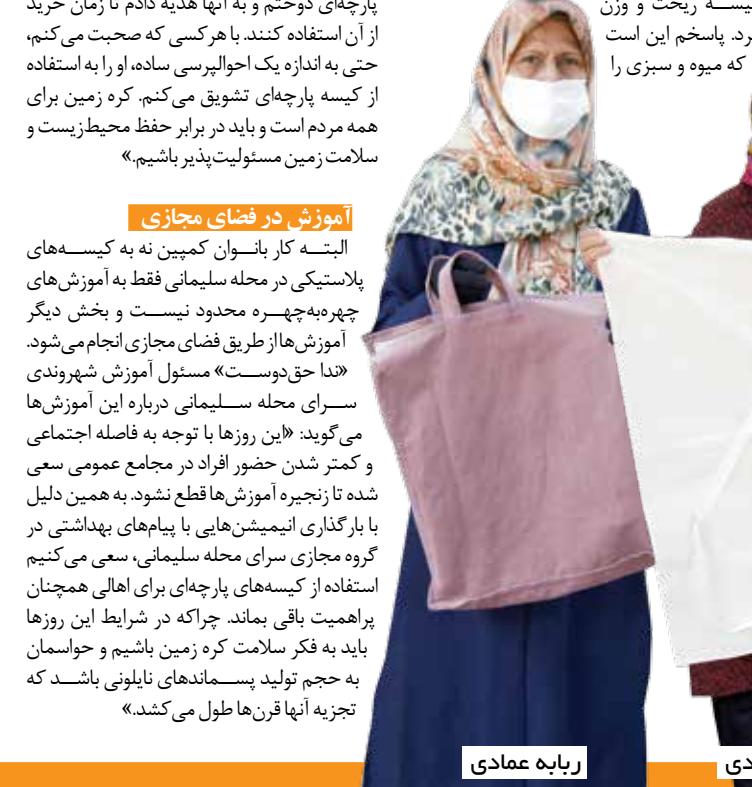 کیسه ریخت و وزن
کرد. پاسخم این است
که میوه و سبزی را
پارچه‌ای دوختم و به آنها هدیه دادم تا زمان خرید
از آن استفاده کنند. با هر کسی که صحبت می‌کنم،
حتی به اندازه یک احوالپرسی ساده، او را به استفاده
از کیسه پارچه‌ای تشویق می‌کنم. کره زمین برای
همه مردم است و باید در برابر حفظ محیط‌زیست و
سلامت زمین مسئولیت‌پذیر باشیم.»
آموزش در فضای مجازی
البته کار بانوان کمپین نه به کیسه‌های
پلاستیکی در محله سلیمانی فقط به آموزش‌های
چهره‌به‌چهره محدود نیست و بخش دیگر
آموزش‌ها از طریق فضای مجازی انجام می‌شود.
«ندا حق‌دوست» مسئول آموزش شهروندی
سرای محله سلیمانی درباره این آموزش‌ها
می‌گوید: «این روزها با توجه به فاصله اجتماعی
و کمتر شدن حضور افراد در مجامع عمومی سعی
شده تا زنجیره آموزش‌ها قطع نشود. به همین دلیل
با بارگذاری انیمیشن‌هایی با پیام‌های بهداشتی در
گروه مجازی سرای محله سلیمانی، سعی می‌کنیم
استفاده از کیسه‌های پارچه‌ای برای اهالی همچنان
پراهمیت باقی بماند. چراکه در شرایط این روزها
باید به فکر سلامت کره زمین باشیم و حواسمان
به حجم تولید پسماندهای نایلونی باشد که
تجزیه آنها قرن‌ها طول می‌کشد.»
ربابه عمادی